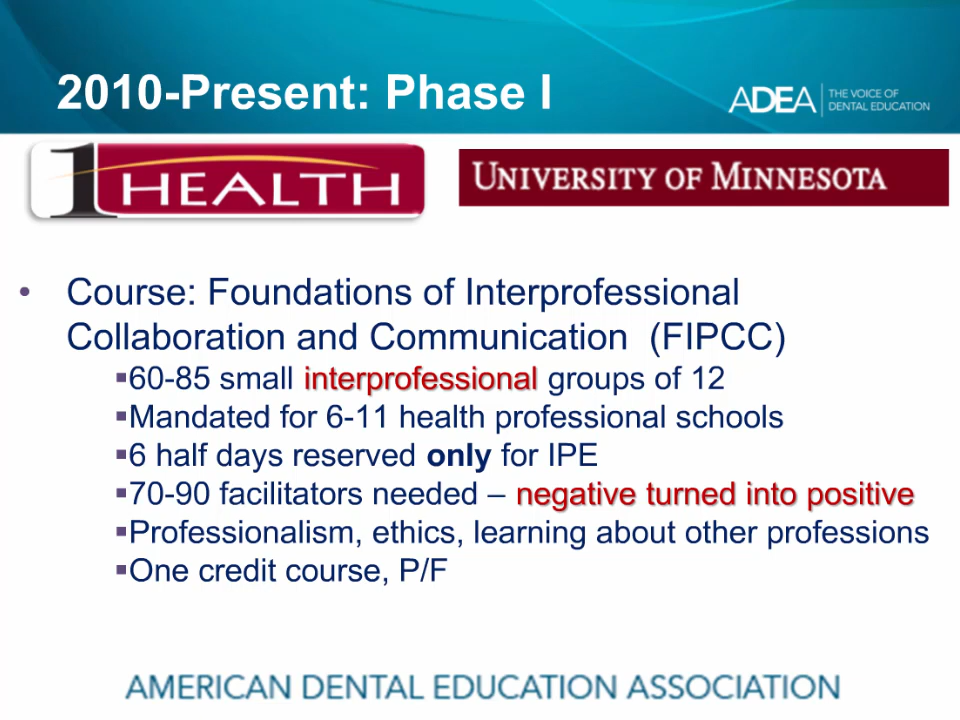 2010-Present: Phase I
ADEA THE VOICE OF
DENTAL EDUCATION
1HEALTH
UNIVERSITY OF MINNESOTA
• Course: Foundations of Interprofessional
Collaboration and Communication (FIPCC)
▪60-85 small interprofessional groups of 12
▪Mandated for 6-11 health professional schools
▪6 half days reserved only for IPE
▪70-90 facilitators needed – negative turned into positive
▪Professionalism, ethics, learning about other professions
▪One credit course, P/F
AMERICAN DENTAL EDUCATION ASSOCIATION